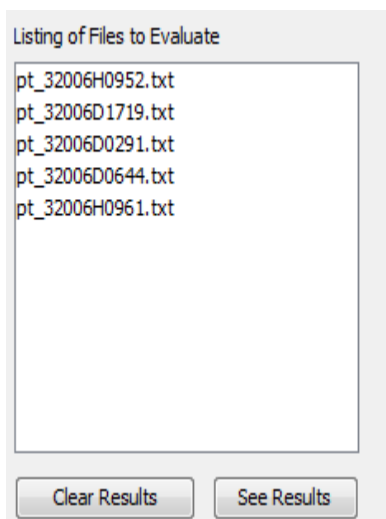 Listing of Files to Evaluate
pt_32006H0952.txt
pt_32006D1719.txt
pt_32006D0291.txt
pt_32006D0644.txt
pt_32006H0961.txt
Clear Results
See Results